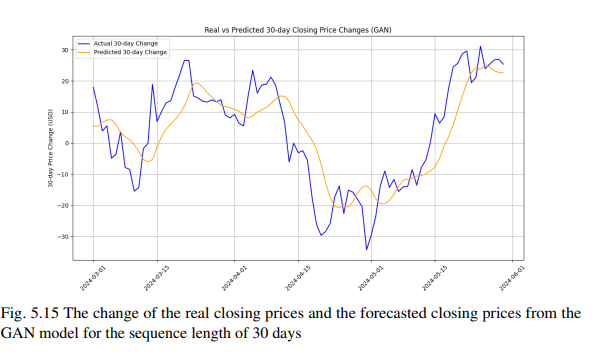 Real vs Predicted 30-day Closing Price Changes (GAN)
Actual 30-day Change
Predicted 30-day Change
30-day Price Change (USD)
30
20
10
0
−10
−20
−30
2024-03-01
2024-03-15
2024-04-01
2024-04-15
2024-05-01
2024-05-15
2024-06-01
Fig. 5.15 The change of the real closing prices and the forecasted closing prices from the
GAN model for the sequence length of 30 days